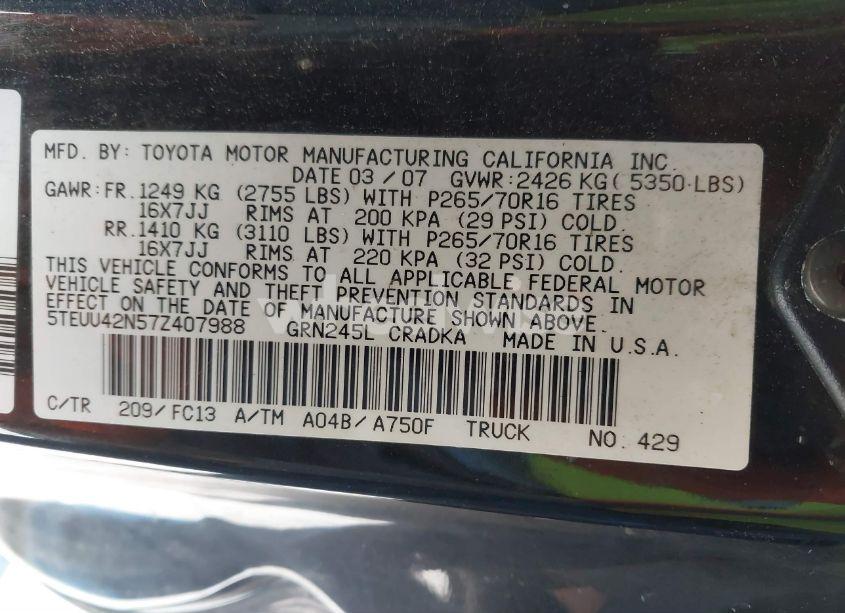 MFD. BY: TOYOTA MOTOR MANUFACTURING CALIFORNIA INC.
DATE 03 / 07 GVWR:2426 KG( 5350 LBS)
GAWR:FR.1249 KG (2755 LBS) WITH P265/70R16 TIRES
16X7JJ RIMS AT 200 KPA (29 PSI) COLD.
RR.1410 KG (3110 LBS) WITH P265/70R16 TIRES
16X7JJ RIMS AT 220 KPA (32 PSI) COLD.
THIS VEHICLE CONFORMS TO ALL APPLICABLE FEDERAL MOTOR
VEHICLE SAFETY AND THEFT PREVENTION STANDARDS IN
EFFECT ON THE DATE OF MANUFACTURE SHOWN ABOVE.
5TEUU42N57Z407988 GRN245L CRADKA MADE IN U.S.A.
C/TR 209/FC13 A/TM A04B/A750F TRUCK NO. 429